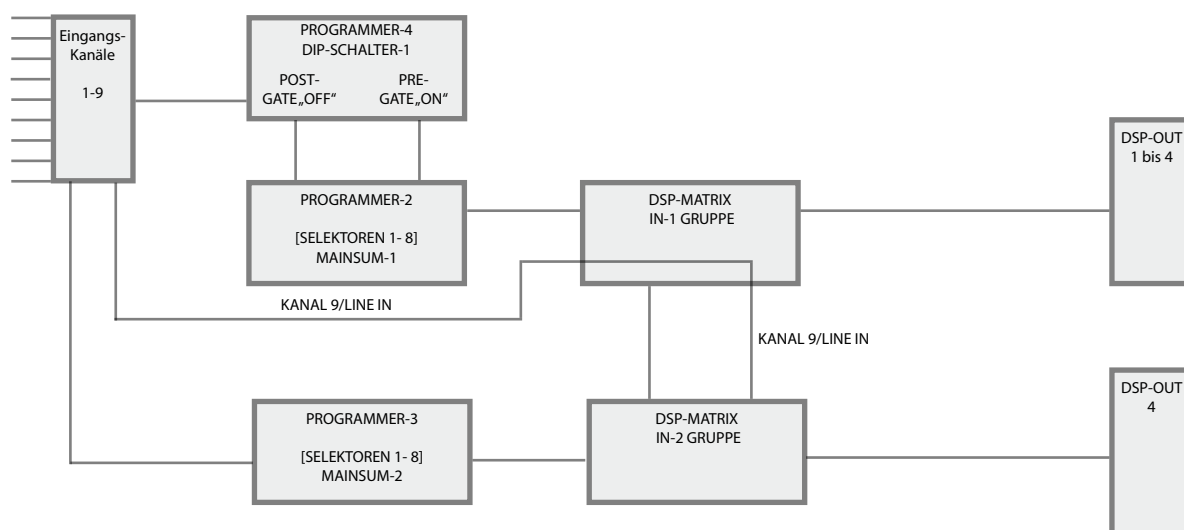 Eingangs-
Kanäle
1-9
PROGRAMMER-4
DIP-SCHALTER-1
POST-
GATE„OFF“
PRE-
GATE„ON“
PROGRAMMER-2
[SELEKTOREN 1- 8]
MAINSUM-1
DSP-MATRIX
IN-1 GRUPPE
DSP-OUT
1 bis 4
KANAL 9/LINE IN
KANAL 9/LINE IN
PROGRAMMER-3
[SELEKTOREN 1- 8]
MAINSUM-2
DSP-MATRIX
IN-2 GRUPPE
DSP-OUT
4